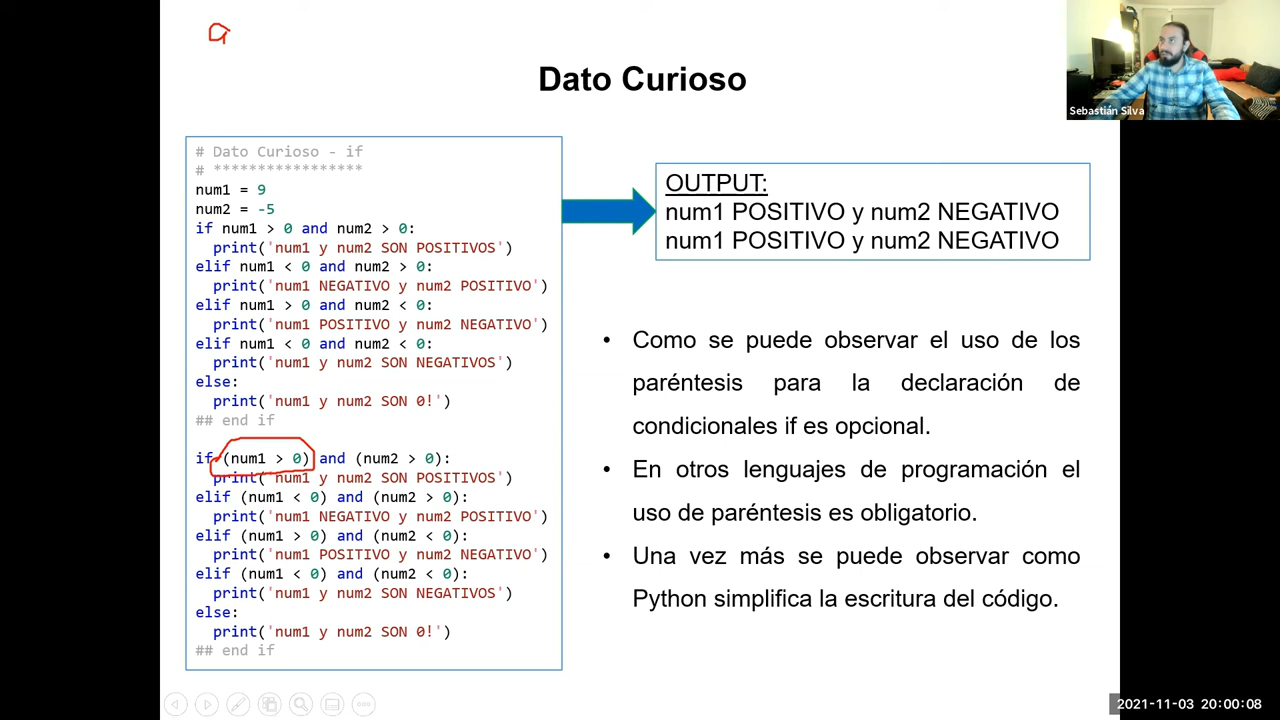 Dato Curioso
Sebastián Silva
# Dato Curioso - if
# *****************
num1 = 9
num2 = -5
if num1 > 0 and num2 > 0:
  print('num1 y num2 SON POSITIVOS')
elif num1 < 0 and num2 > 0:
  print('num1 NEGATIVO y num2 POSITIVO')
elif num1 > 0 and num2 < 0:
  print('num1 POSITIVO y num2 NEGATIVO')
elif num1 < 0 and num2 < 0:
  print('num1 y num2 SON NEGATIVOS')
else:
  print('num1 y num2 SON 0!')
## end if
if (num1 > 0) and (num2 > 0):
  print('num1 y num2 SON POSITIVOS')
elif (num1 < 0) and (num2 > 0):
  print('num1 NEGATIVO y num2 POSITIVO')
elif (num1 > 0) and (num2 < 0):
  print('num1 POSITIVO y num2 NEGATIVO')
elif (num1 < 0) and (num2 < 0):
  print('num1 y num2 SON NEGATIVOS')
else:
  print('num1 y num2 SON 0!')
## end if
OUTPUT:
num1 POSITIVO y num2 NEGATIVO
num1 POSITIVO y num2 NEGATIVO
• Como se puede observar el uso de los
paréntesis para la declaración de
condicionales if es opcional.
• En otros lenguajes de programación el
uso de paréntesis es obligatorio.
• Una vez más se puede observar como
Python simplifica la escritura del código.
2021-11-03 20:00:08